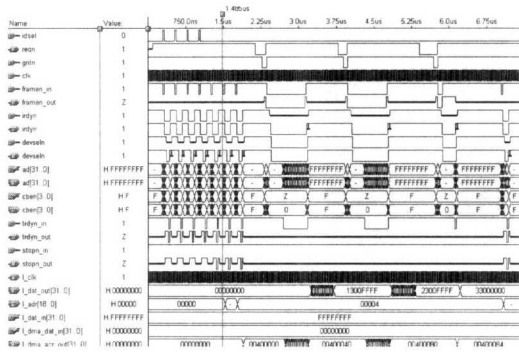 1.485us
Name Value: 750.0ns 1.5us 2.25us 3.0us 3.75us 4.5us 5.25us 6.0us 6.75us
idsel 0
reqn 1
gntn 1
clk 1
framen_in 1
framen_out Z
irdyn 1
irdyn 1
devseln 1
devseln 1
ad[31..0] H FFFFFFFF FFFFFFFF FFFFFFFF FFFFFFFF
ad[31..0] H FFFFFFFF FFFFFFFF FFFFFFFF FFFFFFFF
cben[3..0] H F F F Z F Z F Z F F
cben[3..0] H F F F 0 F 0 F 0 F F
trdyn_in 1
trdyn_out Z
stopn_in 1
stopn_out Z
l_clk 1
l_dat_out[31..0] H 00000000 00000000 1300FFFF 2300FFFF 33000000
l_adr[18..0] H 00000 00000 00004
l_dat_in[31..0] H FFFFFFFF FFFFFFFF
l_dma_dat_in[31..0] H 00000000 00000000
H 00000000 00000000 00400000 00400040 00400080 00400084